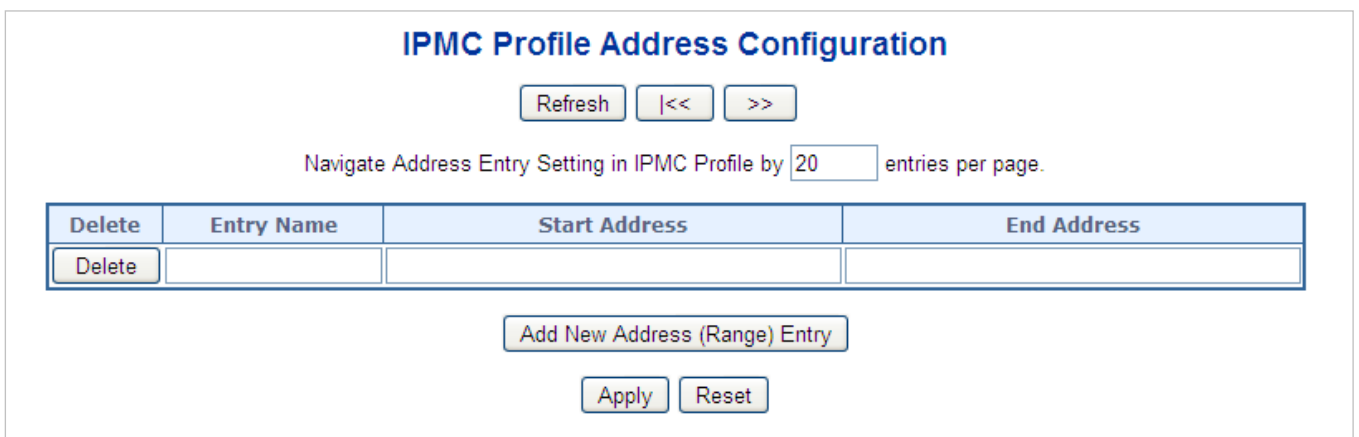 IPMC Profile Address Configuration
Refresh |<< >>
Navigate Address Entry Setting in IPMC Profile by 20 entries per page.
Delete Entry Name Start Address End Address
Delete
Add New Address (Range) Entry
Apply Reset